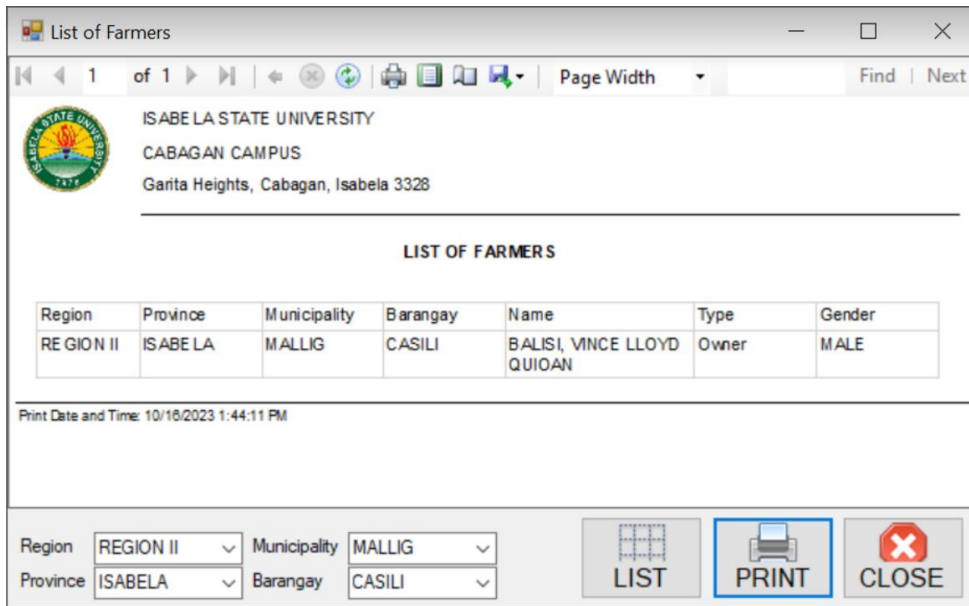 List of Farmers
1 of 1 Page Width Find | Next
ISABELA STATE UNIVERSITY
CABAGAN CAMPUS
Garita Heights, Cabagan, Isabela 3328
LIST OF FARMERS
Region Province Municipality Barangay Name Type Gender
REGION II ISABELA MALLIG CASILI BALISI, VINCE LLOYD Owner MALE
QUIOAN
Print Date and Time: 10/16/2023 1:44:11 PM
Region REGION II Municipality MALLIG
Province ISABELA Barangay CASILI
LIST PRINT CLOSE